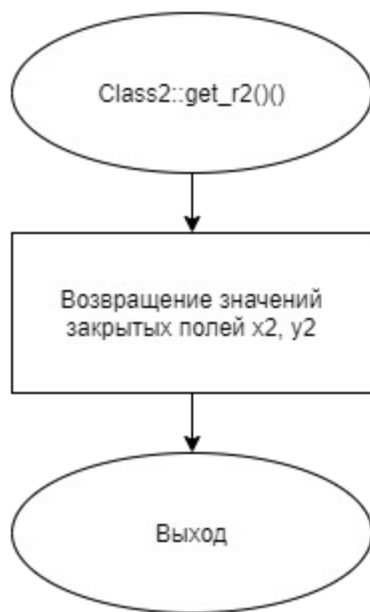 Class2::get_r2()()
Возвращение значений
закрытых полей x2, y2
Выход